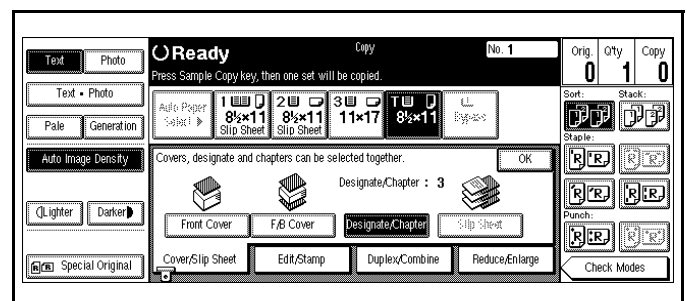 Text Photo
Text • Photo
Pale Generation
Auto Image Density
Lighter Darker
Special Original
Ready Copy No. 1
Press Sample Copy key, then one set will be copied.
Auto Paper Select ▶
1 8½×11 Slip Sheet
2 8½×11 Slip Sheet
3 11×17
T 8½×11
Bypass
Covers, designate and chapters can be selected together. OK
Designate/Chapter : 3
Front Cover F/B Cover Designate/Chapter Slip Sheet
Cover/Slip Sheet Edit/Stamp Duplex/Combine Reduce/Enlarge
Orig. Q'ty Copy
0 1 0
Sort: Stack:
Staple:
Punch:
Check Modes